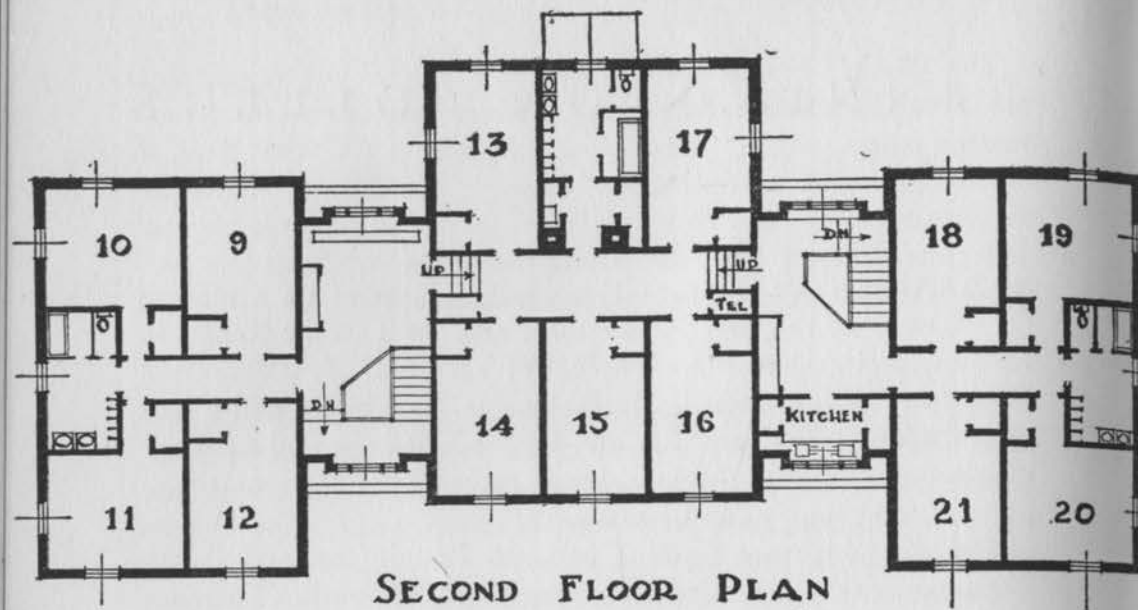 13
17
10
9
18
19
DN
UP
UP
TEL
DN
KITCHEN
14
15
16
11
12
21
20
SECOND FLOOR PLAN